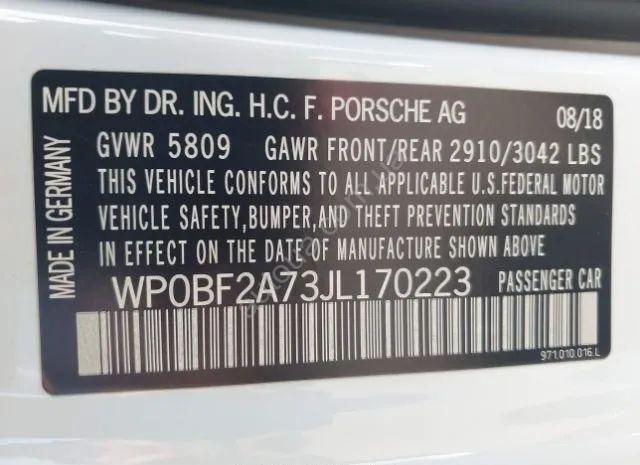 MFD BY DR. ING. H.C. F. PORSCHE AG 08/18
GVWR 5809 GAWR FRONT/REAR 2910/3042 LBS
THIS VEHICLE CONFORMS TO ALL APPLICABLE U.S.FEDERAL MOTOR
VEHICLE SAFETY,BUMPER,AND THEFT PREVENTION STANDARDS
IN EFFECT ON THE DATE OF MANUFACTURE SHOWN ABOVE
WP0BF2A73JL170223 PASSENGER CAR
971.010.016.L
MADE IN GERMANY